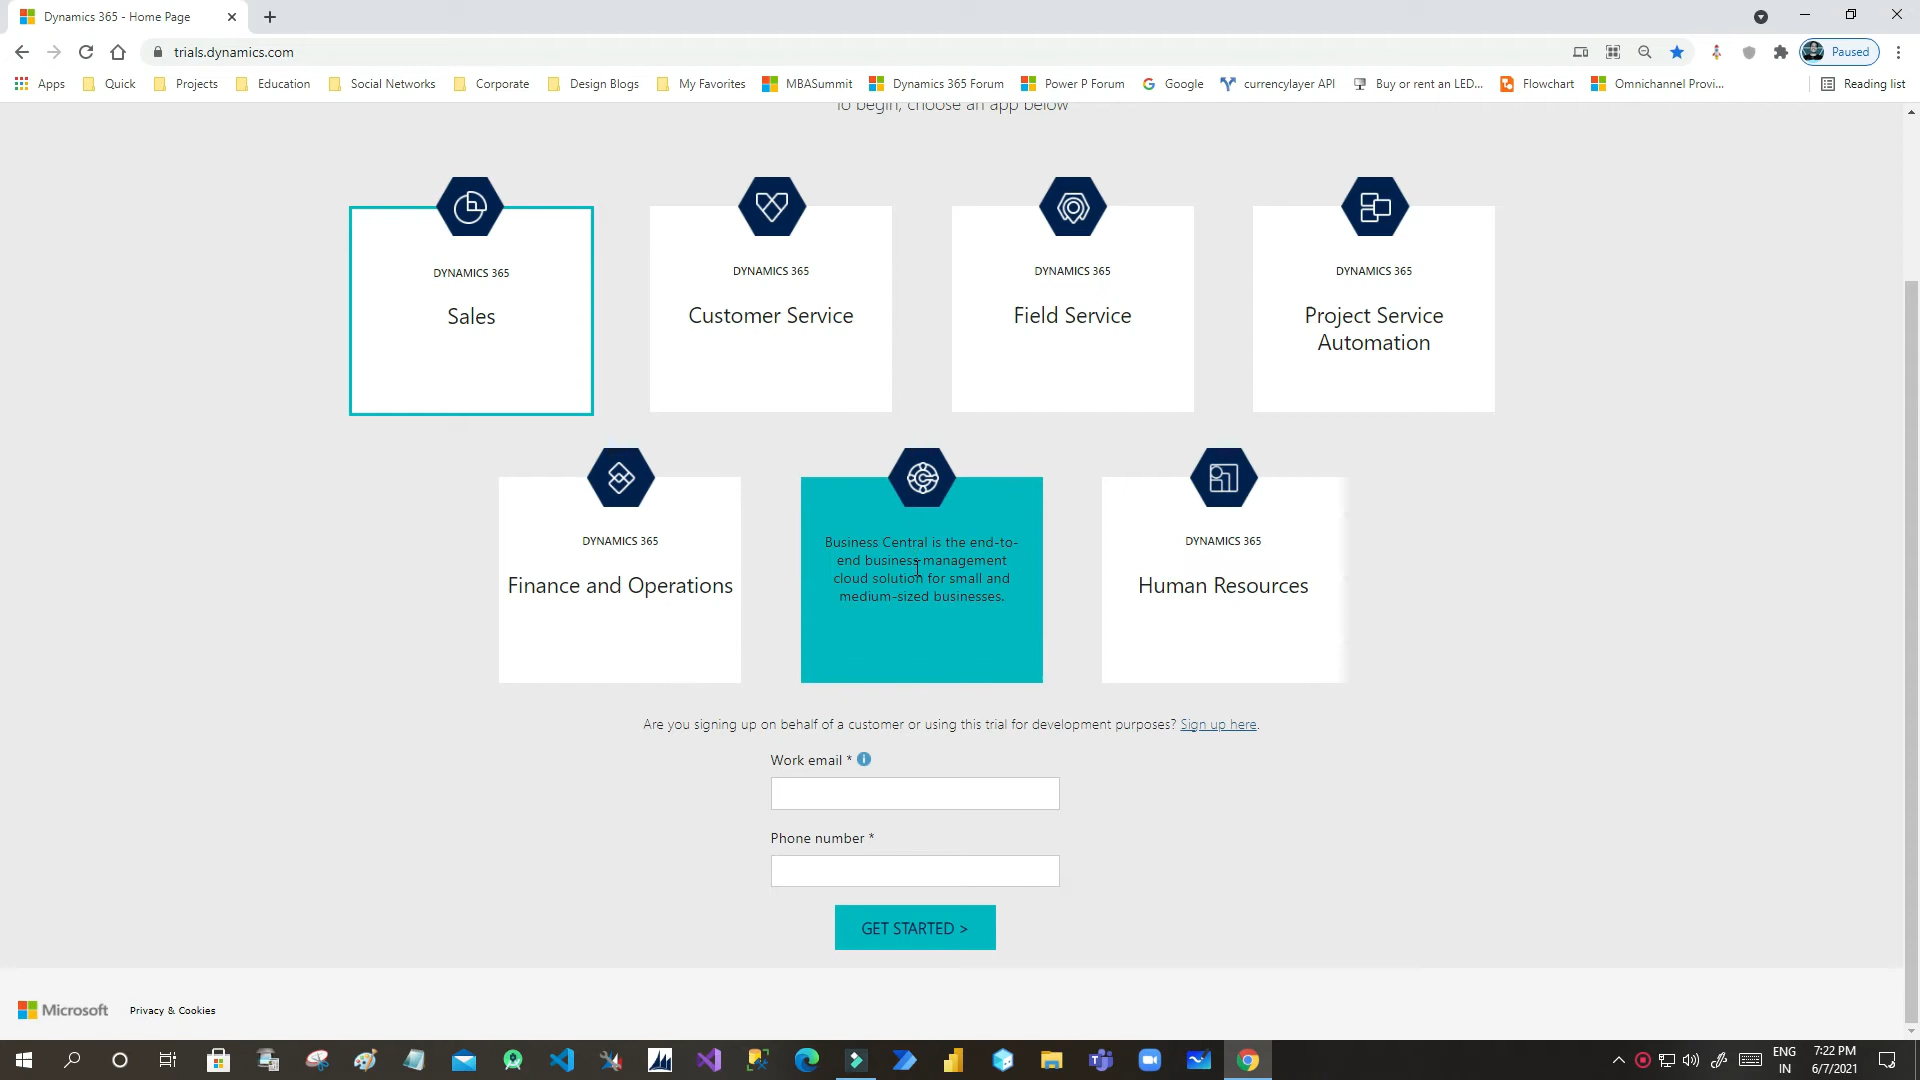 Dynamics 365 - Home Page
trials.dynamics.com
Paused
Apps
Quick
Projects
Education
Social Networks
Corporate
Design Blogs
My Favorites
MBASummit
Dynamics 365 Forum
Power P Forum
Google
currencylayer API
Buy or rent an LED...
Flowchart
Omnichannel Provi...
Reading list
To begin, choose an app below
DYNAMICS 365
Sales
DYNAMICS 365
Customer Service
DYNAMICS 365
Field Service
DYNAMICS 365
Project Service
Automation
DYNAMICS 365
Finance and Operations
Business Central is the end-to-
end business management
cloud solution for small and
medium-sized businesses.
DYNAMICS 365
Human Resources
Are you signing up on behalf of a customer or using this trial for development purposes? Sign up here.
Work email *
Phone number *
GET STARTED >
Microsoft
Privacy & Cookies
ENG
IN
7:22 PM
6/7/2021